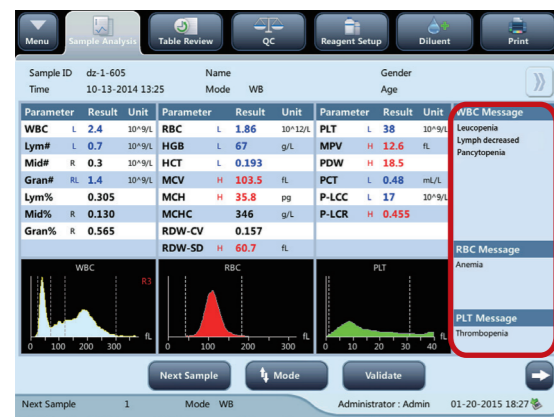 Menu Sample Analysis Table Review QC Reagent Setup Diluent Print
Sample ID dz-1-605 Name Gender
Time 10-13-2014 13:25 Mode WB Age
Parameter Result Unit Parameter Result Unit Parameter Result Unit WBC Message
WBC L 2.4 10^9/L RBC L 1.86 10^12/L PLT L 38 10^9/L Leucopenia
Lym# L 0.7 10^9/L HGB L 67 g/L MPV H 12.6 fL Lymph decreased
Pancytopenia
Mid# R 0.3 10^9/L HCT L 0.193 PDW H 18.5
Gran# RL 1.4 10^9/L MCV H 103.5 fL PCT L 0.48 mL/L
Lym% 0.305 MCH H 35.8 pg P-LCC L 17 10^9/L
Mid% R 0.130 MCHC 346 g/L P-LCR H 0.455
Gran% R 0.565 RDW-CV 0.157
RDW-SD H 60.7 fL RBC Message
WBC RBC PLT Anemia
R3
PLT Message
Thrombopenia
0 100 200 300 fL 0 100 200 300 fL 0 10 20 30 40 fL
Next Sample Mode Validate
Next Sample 1 Mode WB Administrator : Admin 01-20-2015 18:27